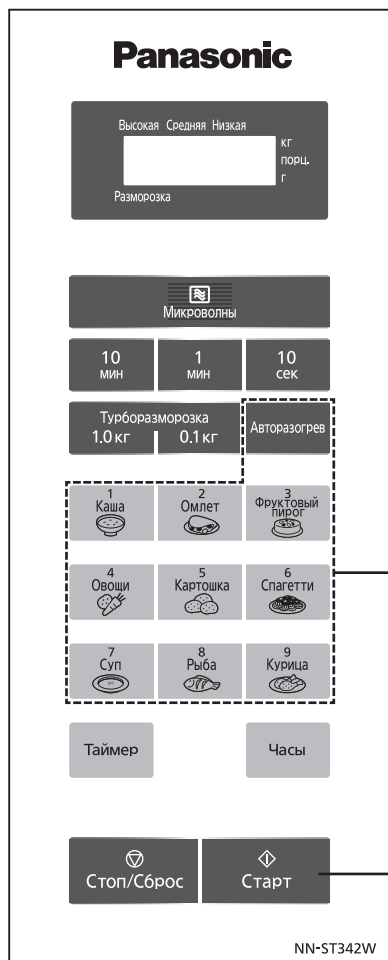 Panasonic
Высокая Средняя Низкая
кг
порц.
г
Разморозка
Микроволны
10 мин
1 мин
10 сек
Турборазморозка
1.0 кг 0.1 кг
Авторазогрев
1 Каша
2 Омлет
3 Фруктовый пирог
4 Овощи
5 Картошка
6 Спагетти
7 Суп
8 Рыба
9 Курица
Таймер
Часы
Стоп/Сброс
Старт
NN-ST342W